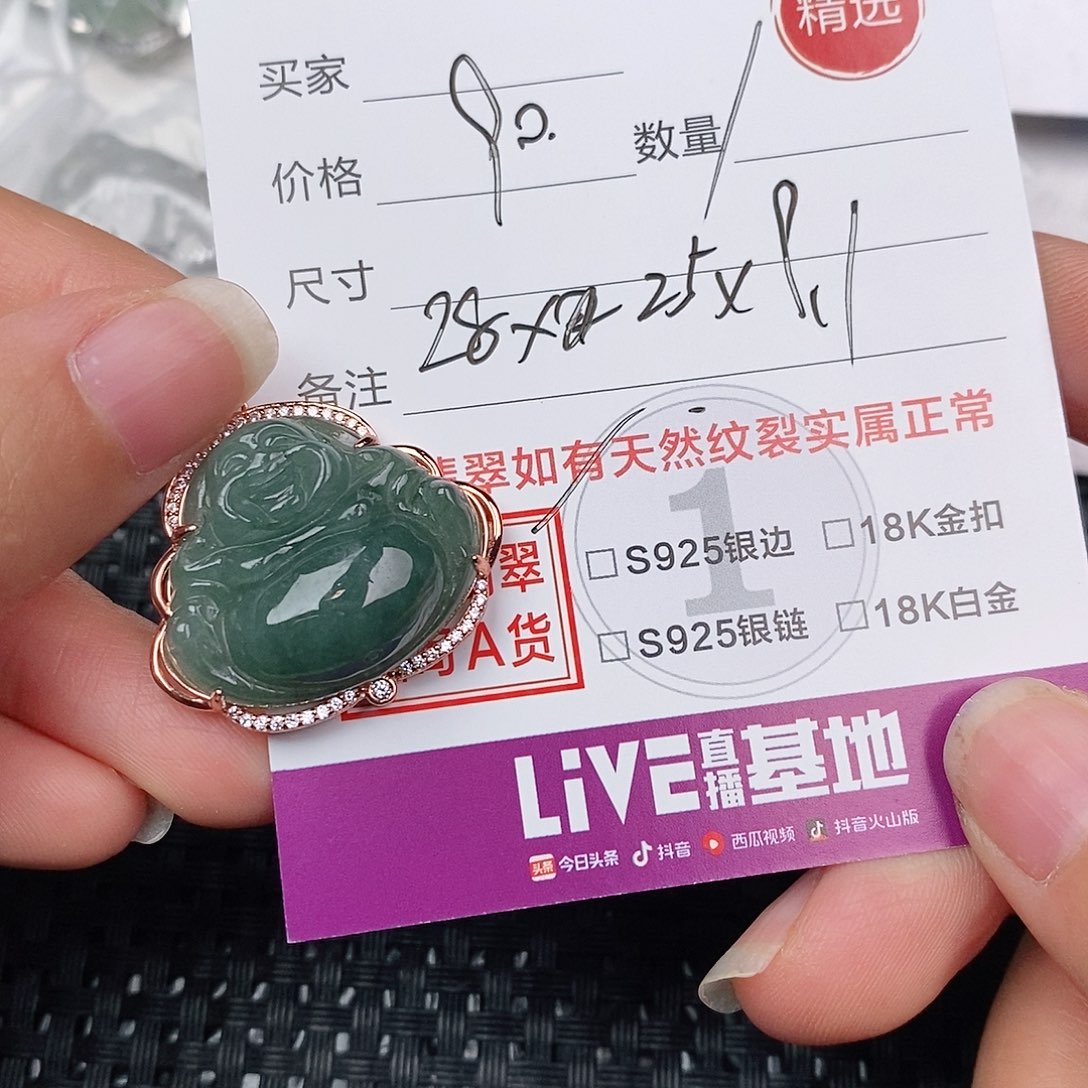 精选
买家
价格
数量
尺寸 28x 25x
备注
翡翠如有天然纹裂实属正常
翠
A货
S925银边
18K金扣
1
S925银链
18K白金
LiVE直播基地
头条 今日头条 抖音 西瓜视频 抖音火山版